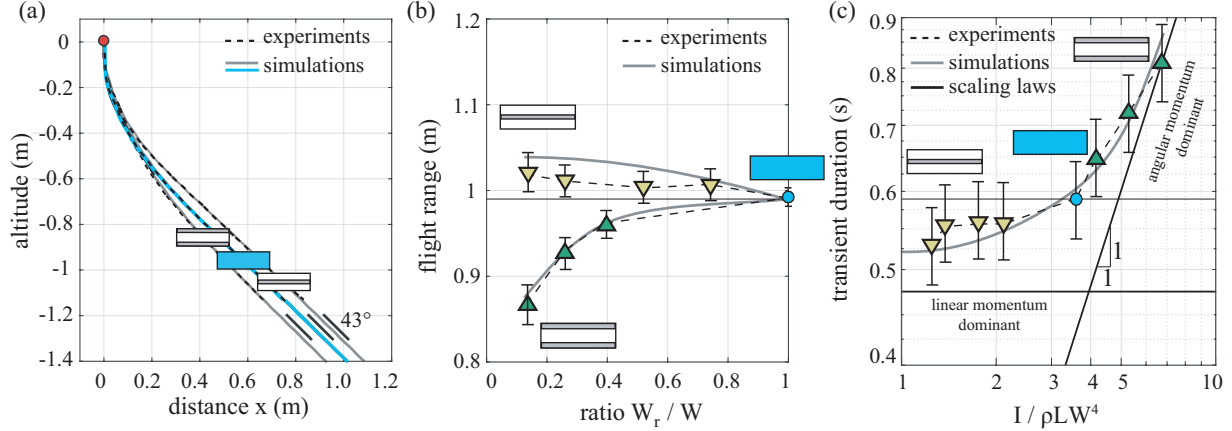 (a)
experiments
simulations
0
-0.2
-0.4
-0.6
-0.8
-1
-1.2
-1.4
altitude (m)
43°
0 0.2 0.4 0.6 0.8 1.0 1.2
distance x (m)
(b)
experiments
simulations
1.2
1.1
1
0.9
0.8
flight range (m)
0 0.2 0.4 0.6 0.8 1
ratio W_r / W
(c)
experiments
simulations
scaling laws
0.9
0.8
0.7
0.6
0.5
0.4
transient duration (s)
angular momentum
dominant
1
1
linear momentum
dominant
1 2 3 4 5 10
I / ρLW⁴